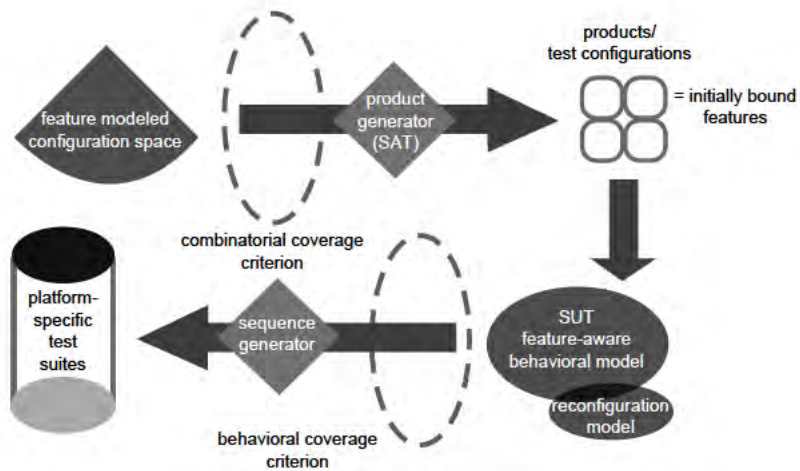 feature modeled
configuration space
product
generator
(SAT)
products/
test configurations
= initially bound
features
combinatorial coverage
criterion
platform-
specific
test
suites
sequence
generator
SUT
feature-aware
behavioral model
reconfiguration
model
behavioral coverage
criterion